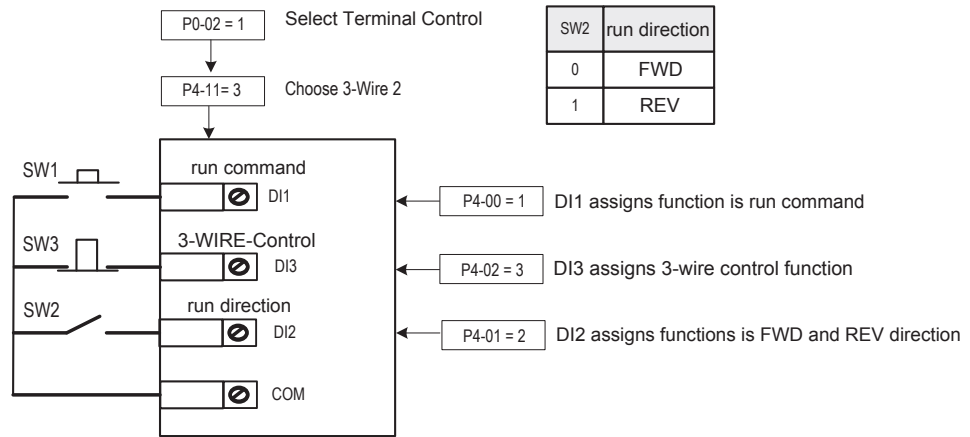 P0-02 = 1
Select Terminal Control
P4-11= 3
Choose 3-Wire 2
SW2 run direction
0 FWD
1 REV
SW1
run command
DI1
P4-00 = 1
DI1 assigns function is run command
SW3
3-WIRE-Control
DI3
P4-02 = 3
DI3 assigns 3-wire control function
SW2
run direction
DI2
P4-01 = 2
DI2 assigns functions is FWD and REV direction
COM